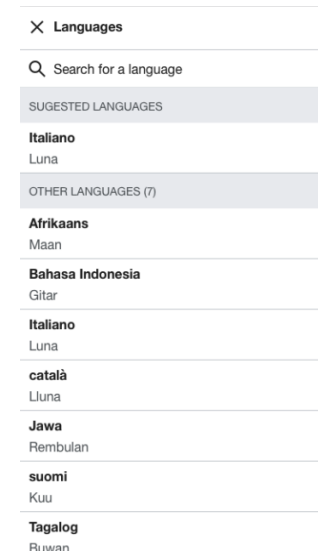 Languages
Search for a language
SUGESTED LANGUAGES
Italiano
Luna
OTHER LANGUAGES (7)
Afrikaans
Maan
Bahasa Indonesia
Gitar
Italiano
Luna
català
Lluna
Jawa
Rembulan
suomi
Kuu
Tagalog
Buwan